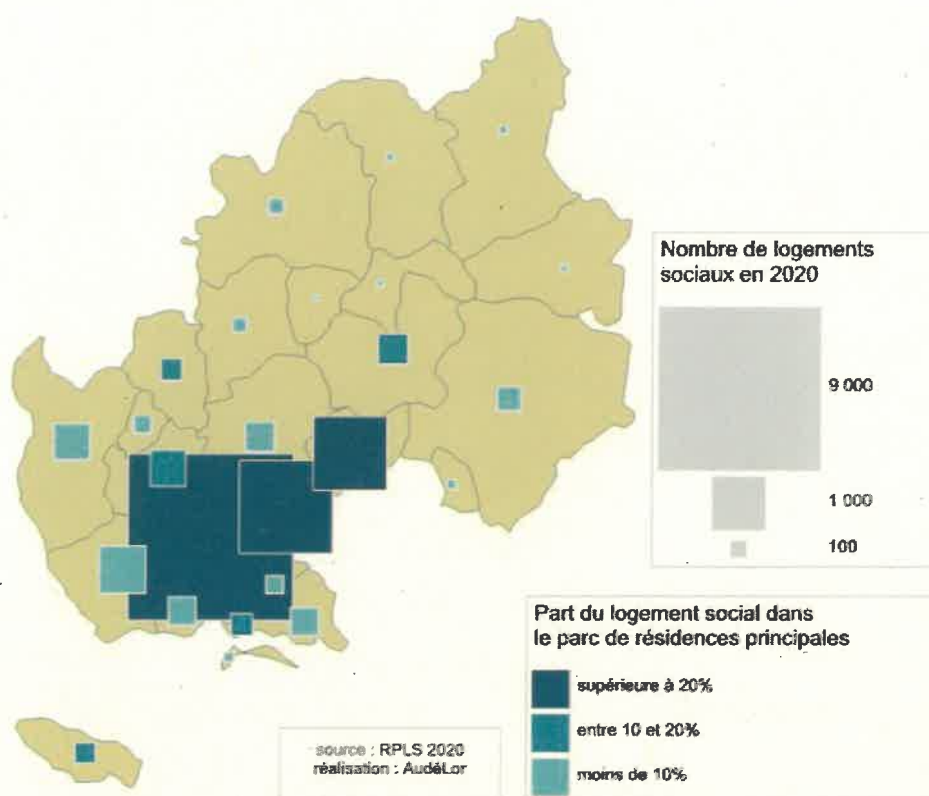 Nombre de logements
sociaux en 2020
9 000
1 000
100
Part du logement social dans
le parc de résidences principales
supérieure à 20%
entre 10 et 20%
moins de 10%
source : RPLS 2020
réalisation : AudéLor